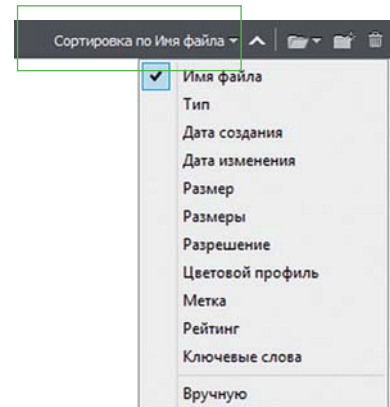 Сортировка по Имя файла
Имя файла
Тип
Дата создания
Дата изменения
Размер
Размеры
Разрешение
Цветовой профиль
Метка
Рейтинг
Ключевые слова
Вручную